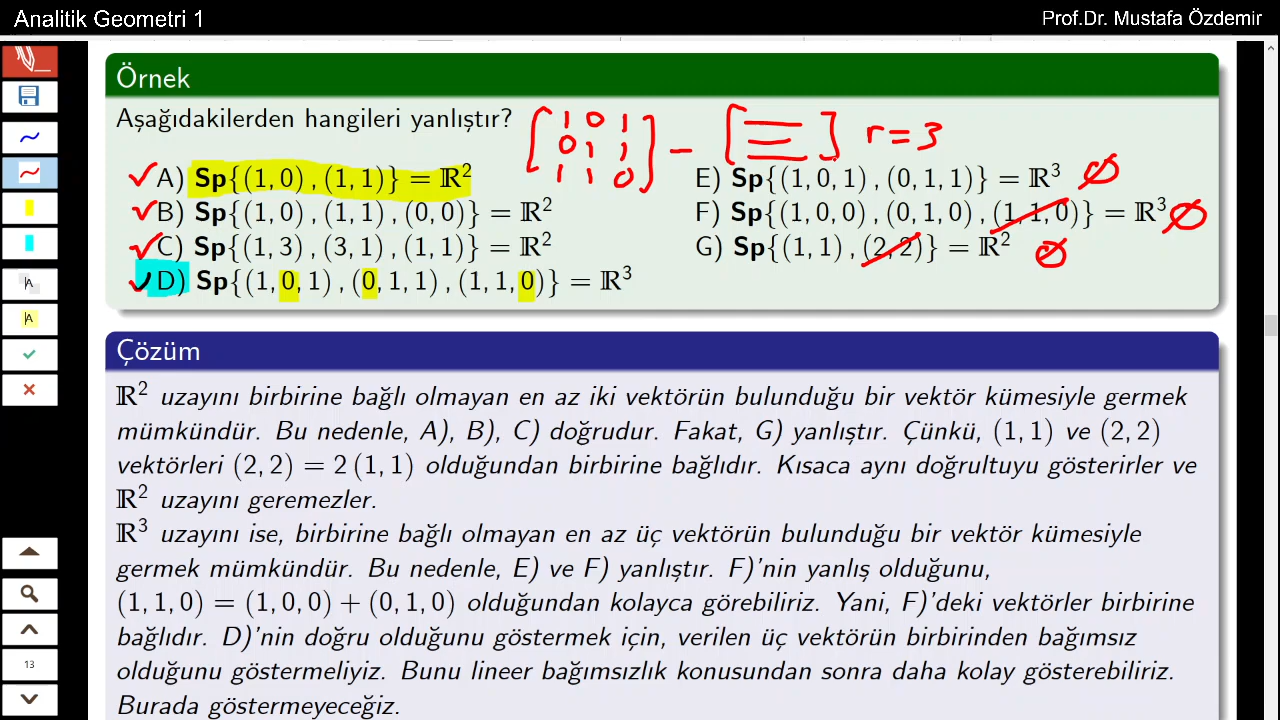 Analitik Geometri 1
Prof.Dr. Mustafa Özdemir
Örnek
Aşağıdakilerden hangileri yanlıştır?
[1 0 1
0 1 1
1 1 0] – [ ] r = 3
A) Sp{(1, 0) , (1, 1)} = ℝ²
B) Sp{(1, 0) , (1, 1) , (0, 0)} = ℝ²
C) Sp{(1, 3) , (3, 1) , (1, 1)} = ℝ²
D) Sp{(1, 0, 1) , (0, 1, 1) , (1, 1, 0)} = ℝ³
E) Sp{(1, 0, 1) , (0, 1, 1)} = ℝ³
F) Sp{(1, 0, 0) , (0, 1, 0) , (1, 1, 0)} = ℝ³
G) Sp{(1, 1) , (2, 2)} = ℝ²
Çözüm
ℝ² uzayını birbirine bağlı olmayan en az iki vektörün bulunduğu bir vektör kümesiyle germek
mümkündür. Bu nedenle, A), B), C) doğrudur. Fakat, G) yanlıştır. Çünkü, (1, 1) ve (2, 2)
vektörleri (2, 2) = 2 (1, 1) olduğundan birbirine bağlıdır. Kısaca aynı doğrultuyu gösterirler ve
ℝ² uzayını geremezler.
ℝ³ uzayını ise, birbirine bağlı olmayan en az üç vektörün bulunduğu bir vektör kümesiyle
germek mümkündür. Bu nedenle, E) ve F) yanlıştır. F)'nin yanlış olduğunu,
(1, 1, 0) = (1, 0, 0) + (0, 1, 0) olduğundan kolayca görebiliriz. Yani, F)'deki vektörler birbirine
bağlıdır. D)'nin doğru olduğunu göstermek için, verilen üç vektörün birbirinden bağımsız
olduğunu göstermeliyiz. Bunu lineer bağımsızlık konusundan sonra daha kolay gösterebiliriz.
Burada göstermeyeceğiz.
A
A
13